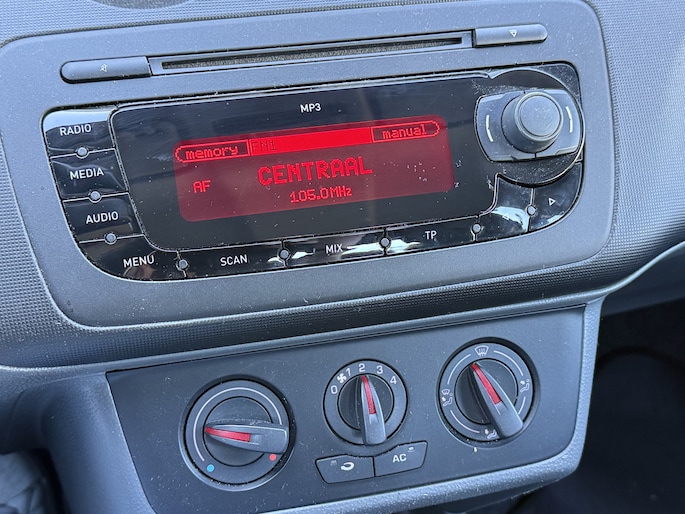 MP3
RADIO
MEDIA
AUDIO
memory FM1 manual
CENTRAAL
AF
105.0MHz
MENU SCAN MIX TP
0 1 2 3 4
AC